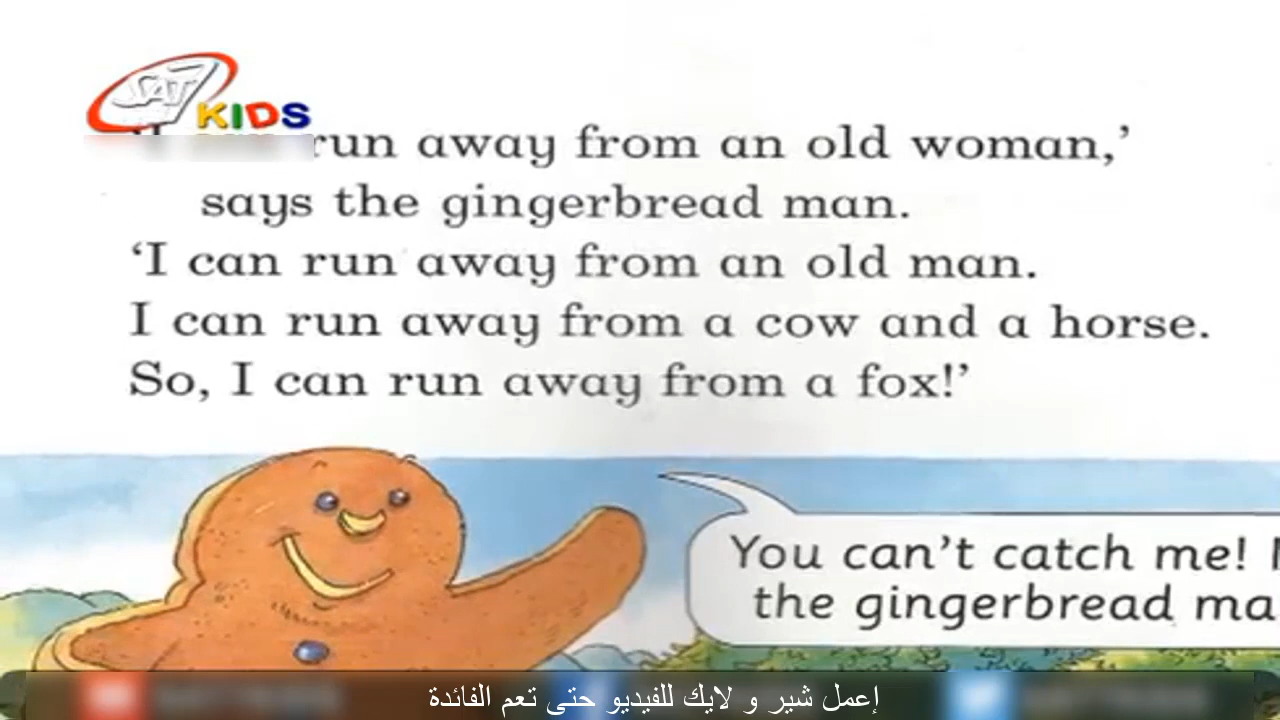 SAT 7 KIDS
run away from an old woman,’
says the gingerbread man.
‘I can run away from an old man.
I can run away from a cow and a horse.
So, I can run away from a fox!’
You can’t catch me!
the gingerbread ma
إعمل شير و لايك للفيديو حتى تعم الفائدة